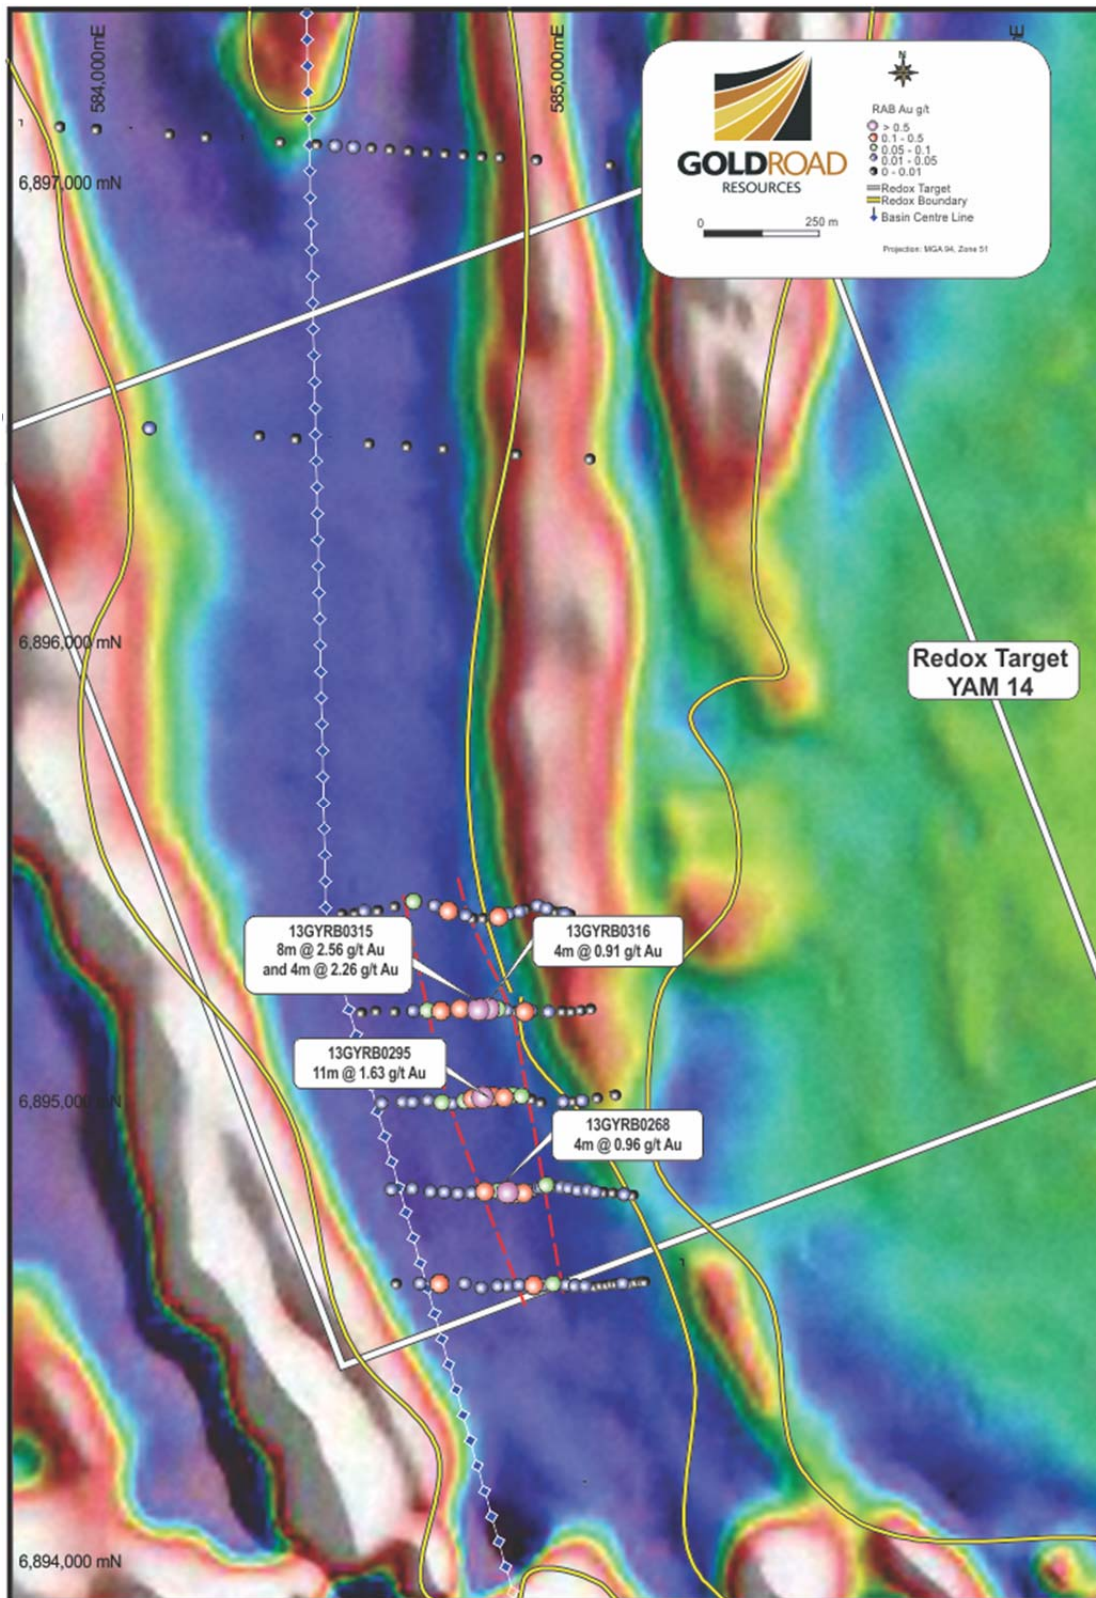 584,000mE
585,000mE
mE
N
GOLDROAD
RESOURCES
0 250 m
RAB Au g/t
> 0.5
0.1 - 0.5
0.05 - 0.1
0.01 - 0.05
0 - 0.01
Redox Target
Redox Boundary
Basin Centre Line
Projection: MGA 94, Zone 51
6,897,000 mN
6,896,000 mN
Redox Target
YAM 14
13GYRB0315
8m @ 2.56 g/t Au
and 4m @ 2.26 g/t Au
13GYRB0316
4m @ 0.91 g/t Au
13GYRB0295
11m @ 1.63 g/t Au
6,895,000 mN
13GYRB0268
4m @ 0.96 g/t Au
6,894,000 mN